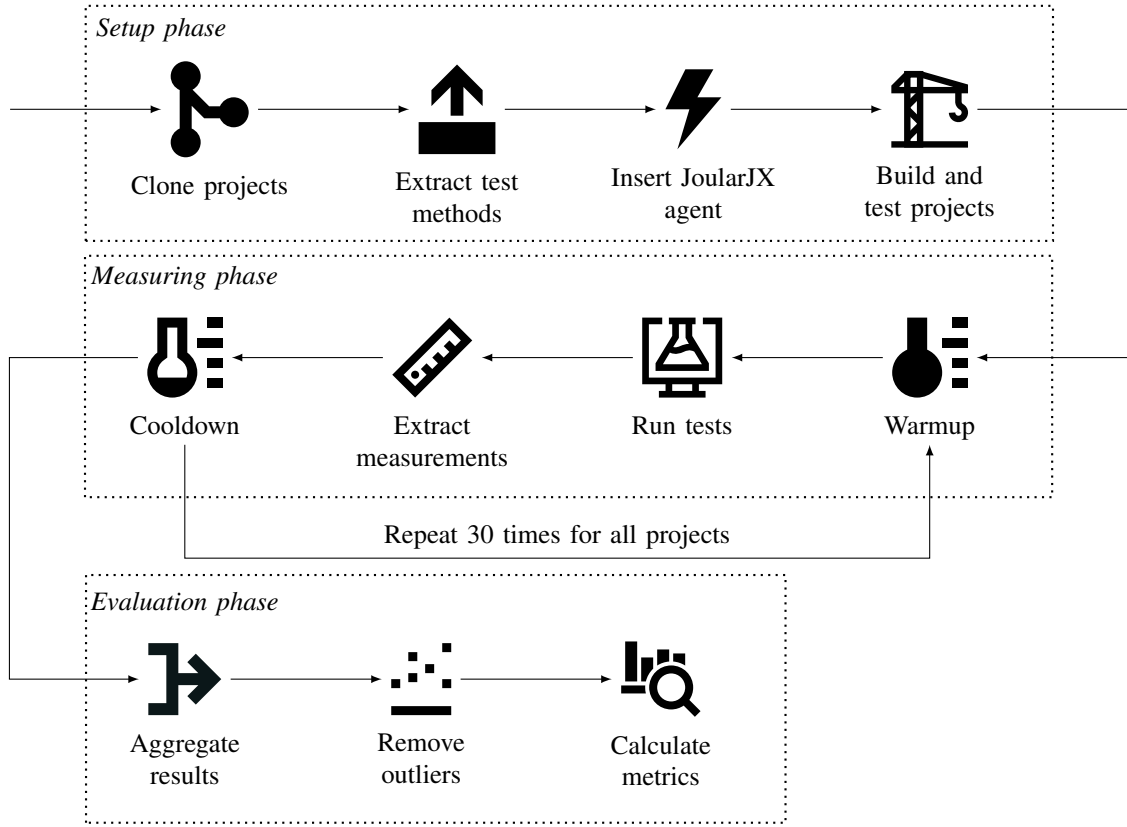 Setup phase
Clone projects
Extract test
methods
Insert JoularJX
agent
Build and
test projects
Measuring phase
Cooldown
Extract
measurements
Run tests
Warmup
Repeat 30 times for all projects
Evaluation phase
Aggregate
results
Remove
outliers
Calculate
metrics